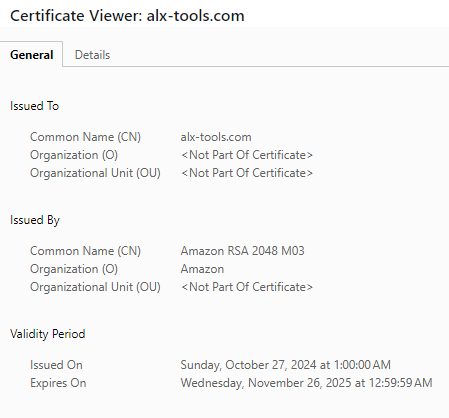 Certificate Viewer: alx-tools.com
General Details
Issued To
Common Name (CN) alx-tools.com
Organization (O) <Not Part Of Certificate>
Organizational Unit (OU) <Not Part Of Certificate>
Issued By
Common Name (CN) Amazon RSA 2048 M03
Organization (O) Amazon
Organizational Unit (OU) <Not Part Of Certificate>
Validity Period
Issued On Sunday, October 27, 2024 at 1:00:00 AM
Expires On Wednesday, November 26, 2025 at 12:59:59 AM